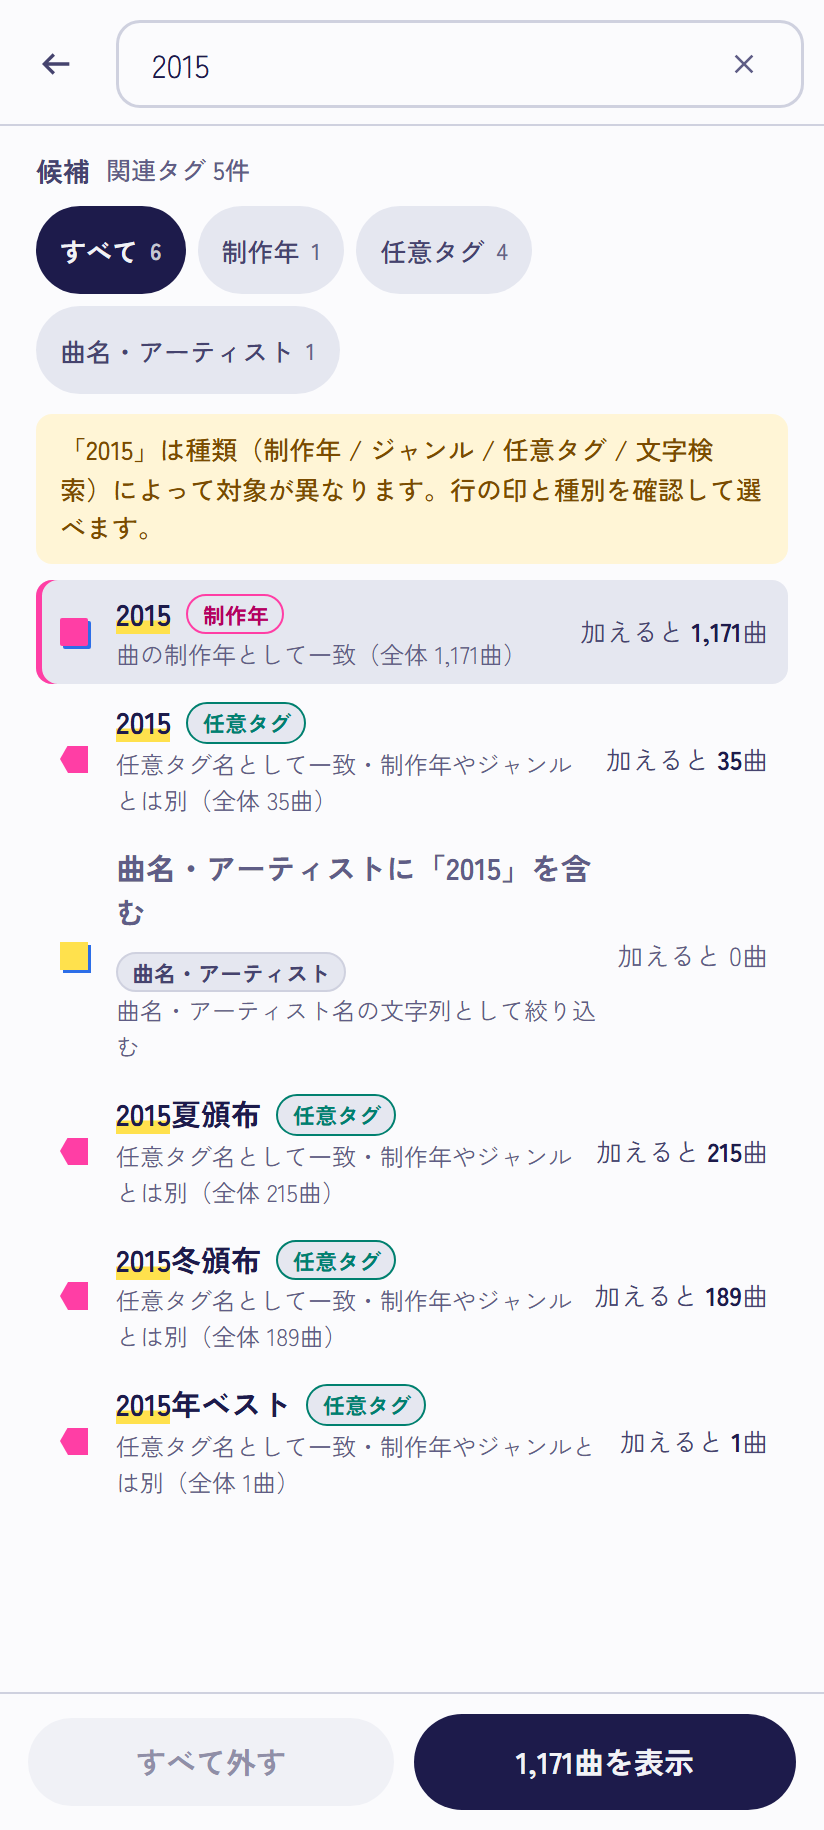 2015
候補 関連タグ 5件
すべて 6 制作年 1 任意タグ 4
曲名・アーティスト 1
「2015」は種類（制作年 / ジャンル / 任意タグ / 文字検
索）によって対象が異なります。行の印と種別を確認して選
べます。
2015 制作年
曲の制作年として一致（全体 1,171曲）
加えると 1,171曲
2015 任意タグ
任意タグ名として一致・制作年やジャンル
とは別（全体 35曲）
加えると 35曲
曲名・アーティストに「2015」を含
む
曲名・アーティスト
曲名・アーティスト名の文字列として絞り込
む
加えると 0曲
2015夏頒布 任意タグ
任意タグ名として一致・制作年やジャンル
とは別（全体 215曲）
加えると 215曲
2015冬頒布 任意タグ
任意タグ名として一致・制作年やジャンル
とは別（全体 189曲）
加えると 189曲
2015年ベスト 任意タグ
任意タグ名として一致・制作年やジャンルと
は別（全体 1曲）
加えると 1曲
すべて外す 1,171曲を表示